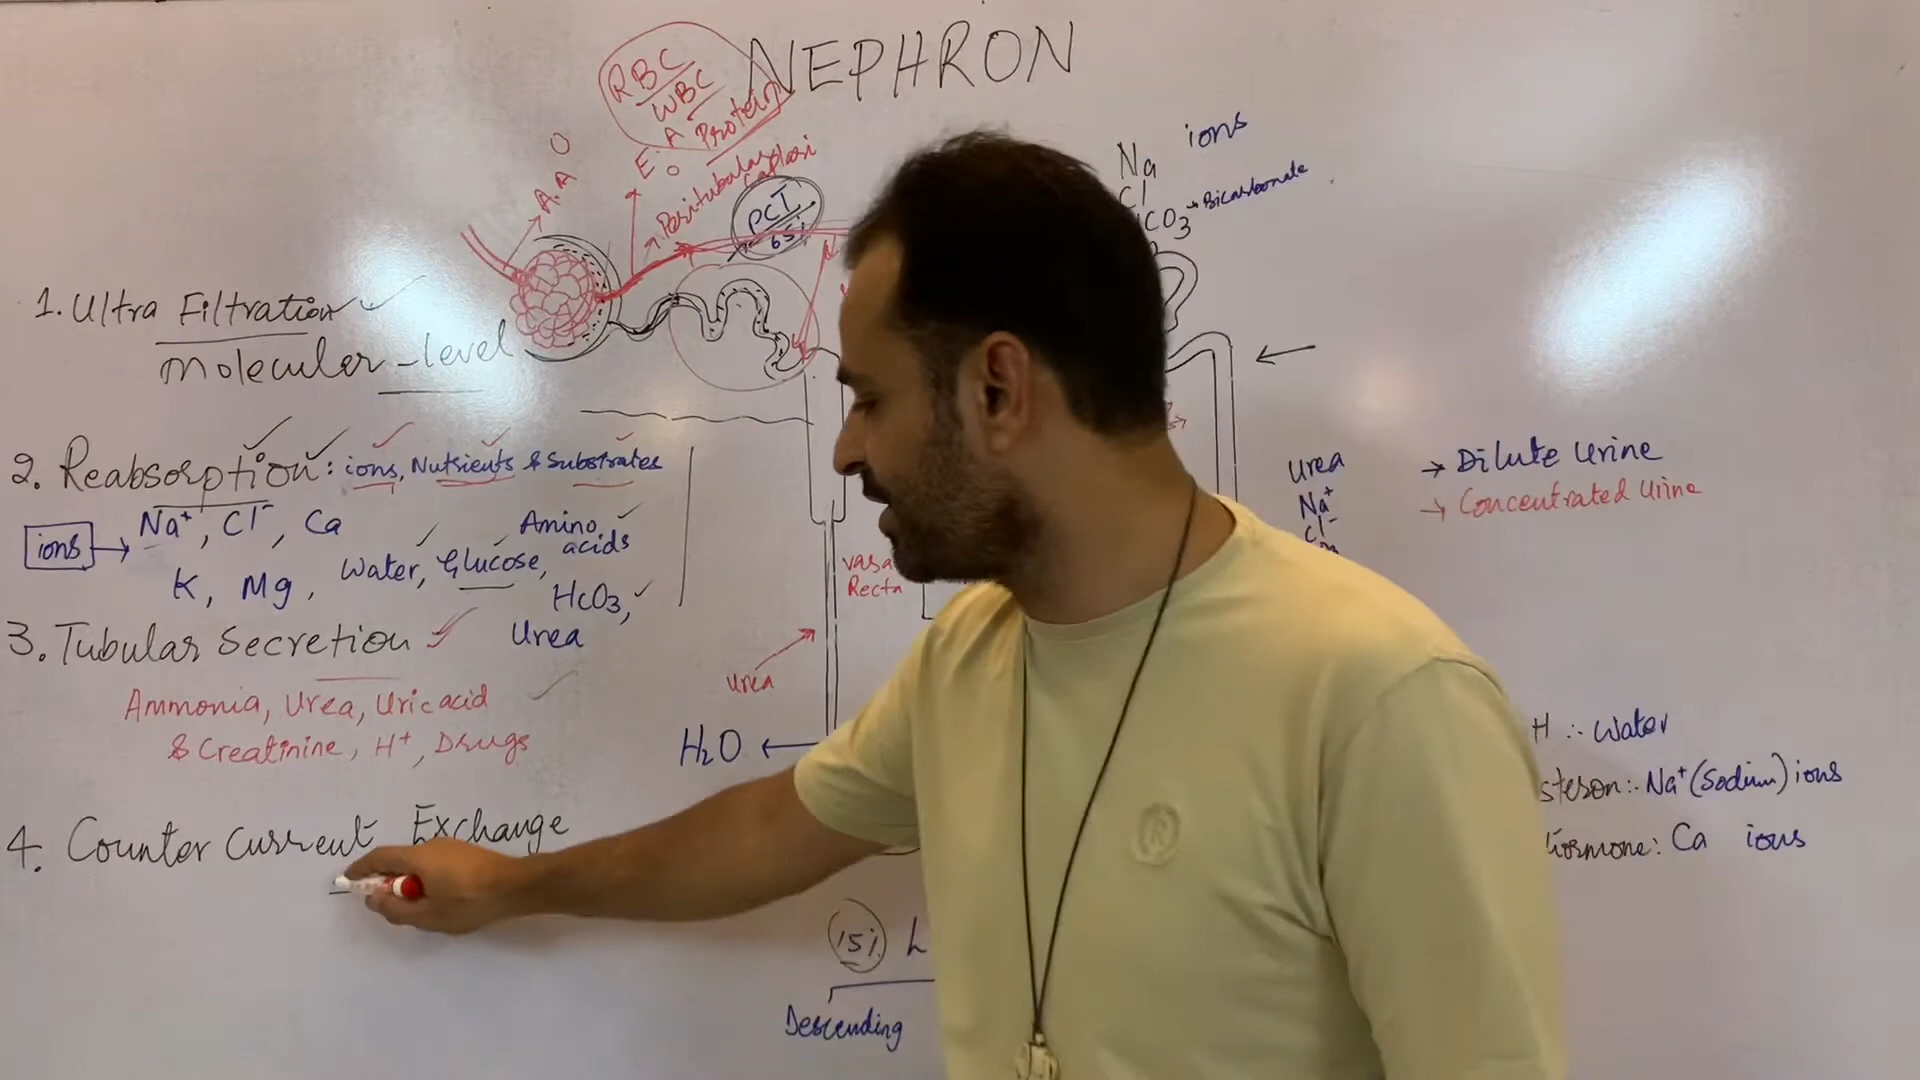 NEPHRON
RBC
WBC
Protein
A.A
O
E.A
O
Peritubular
PCT
65%
Na ions
Cl
HCO3 → Bicarbonate
1. Ultra Filtration
Molecular-level
2. Reabsorption: ions, Nutrients & Substrates
ions → Na+, Cl-, Ca
K, Mg, Water, Glucose, Amino acids
HCO3,
Urea
3. Tubular Secretion
Ammonia, Urea, Uric acid
& Creatinine, H+, Drugs
4. Counter Current Exchange
Vasa
Recta
Urea
H2O
15% L
Descending
Urea
Na+
Cl-
→ Dilute Urine
→ Concentrated Urine
H :. Water
steron:. Na+ (Sodium) ions
Hormone: Ca ions